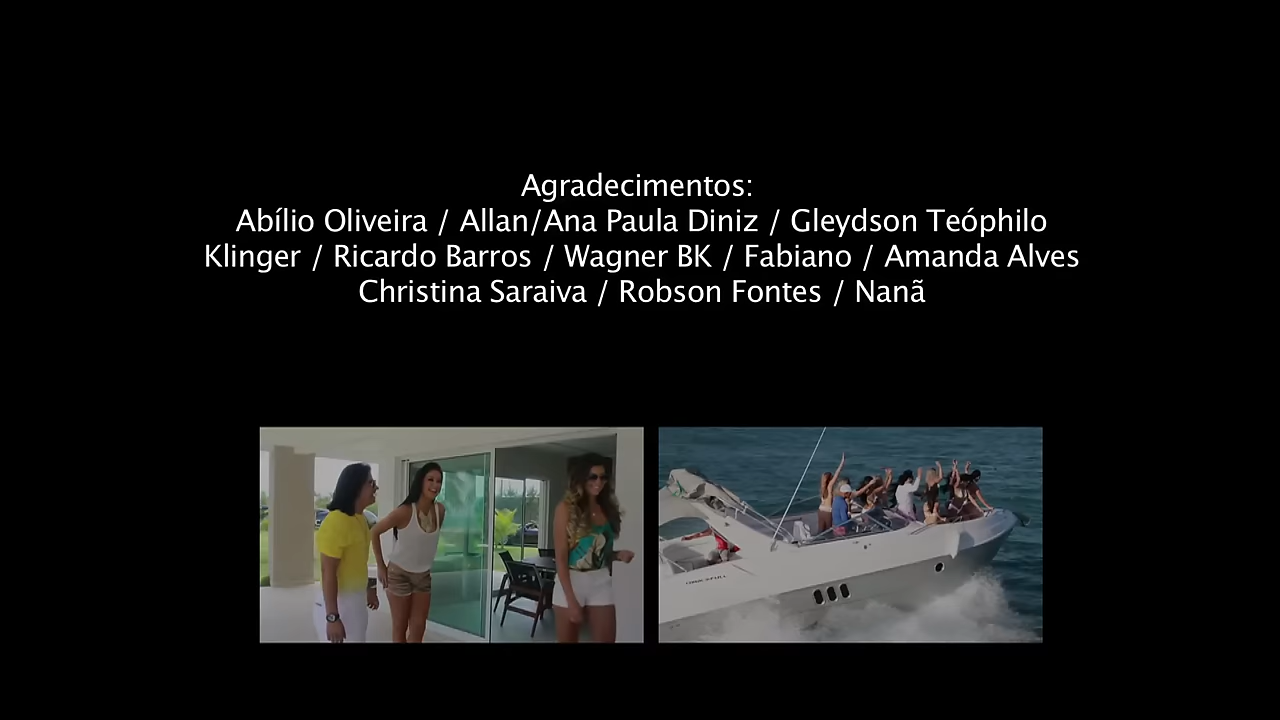 Agradecimentos:
Abílio Oliveira / Allan/Ana Paula Diniz / Gleydson Teóphilo
Klinger / Ricardo Barros / Wagner BK / Fabiano / Amanda Alves
Christina Saraiva / Robson Fontes / Nanã